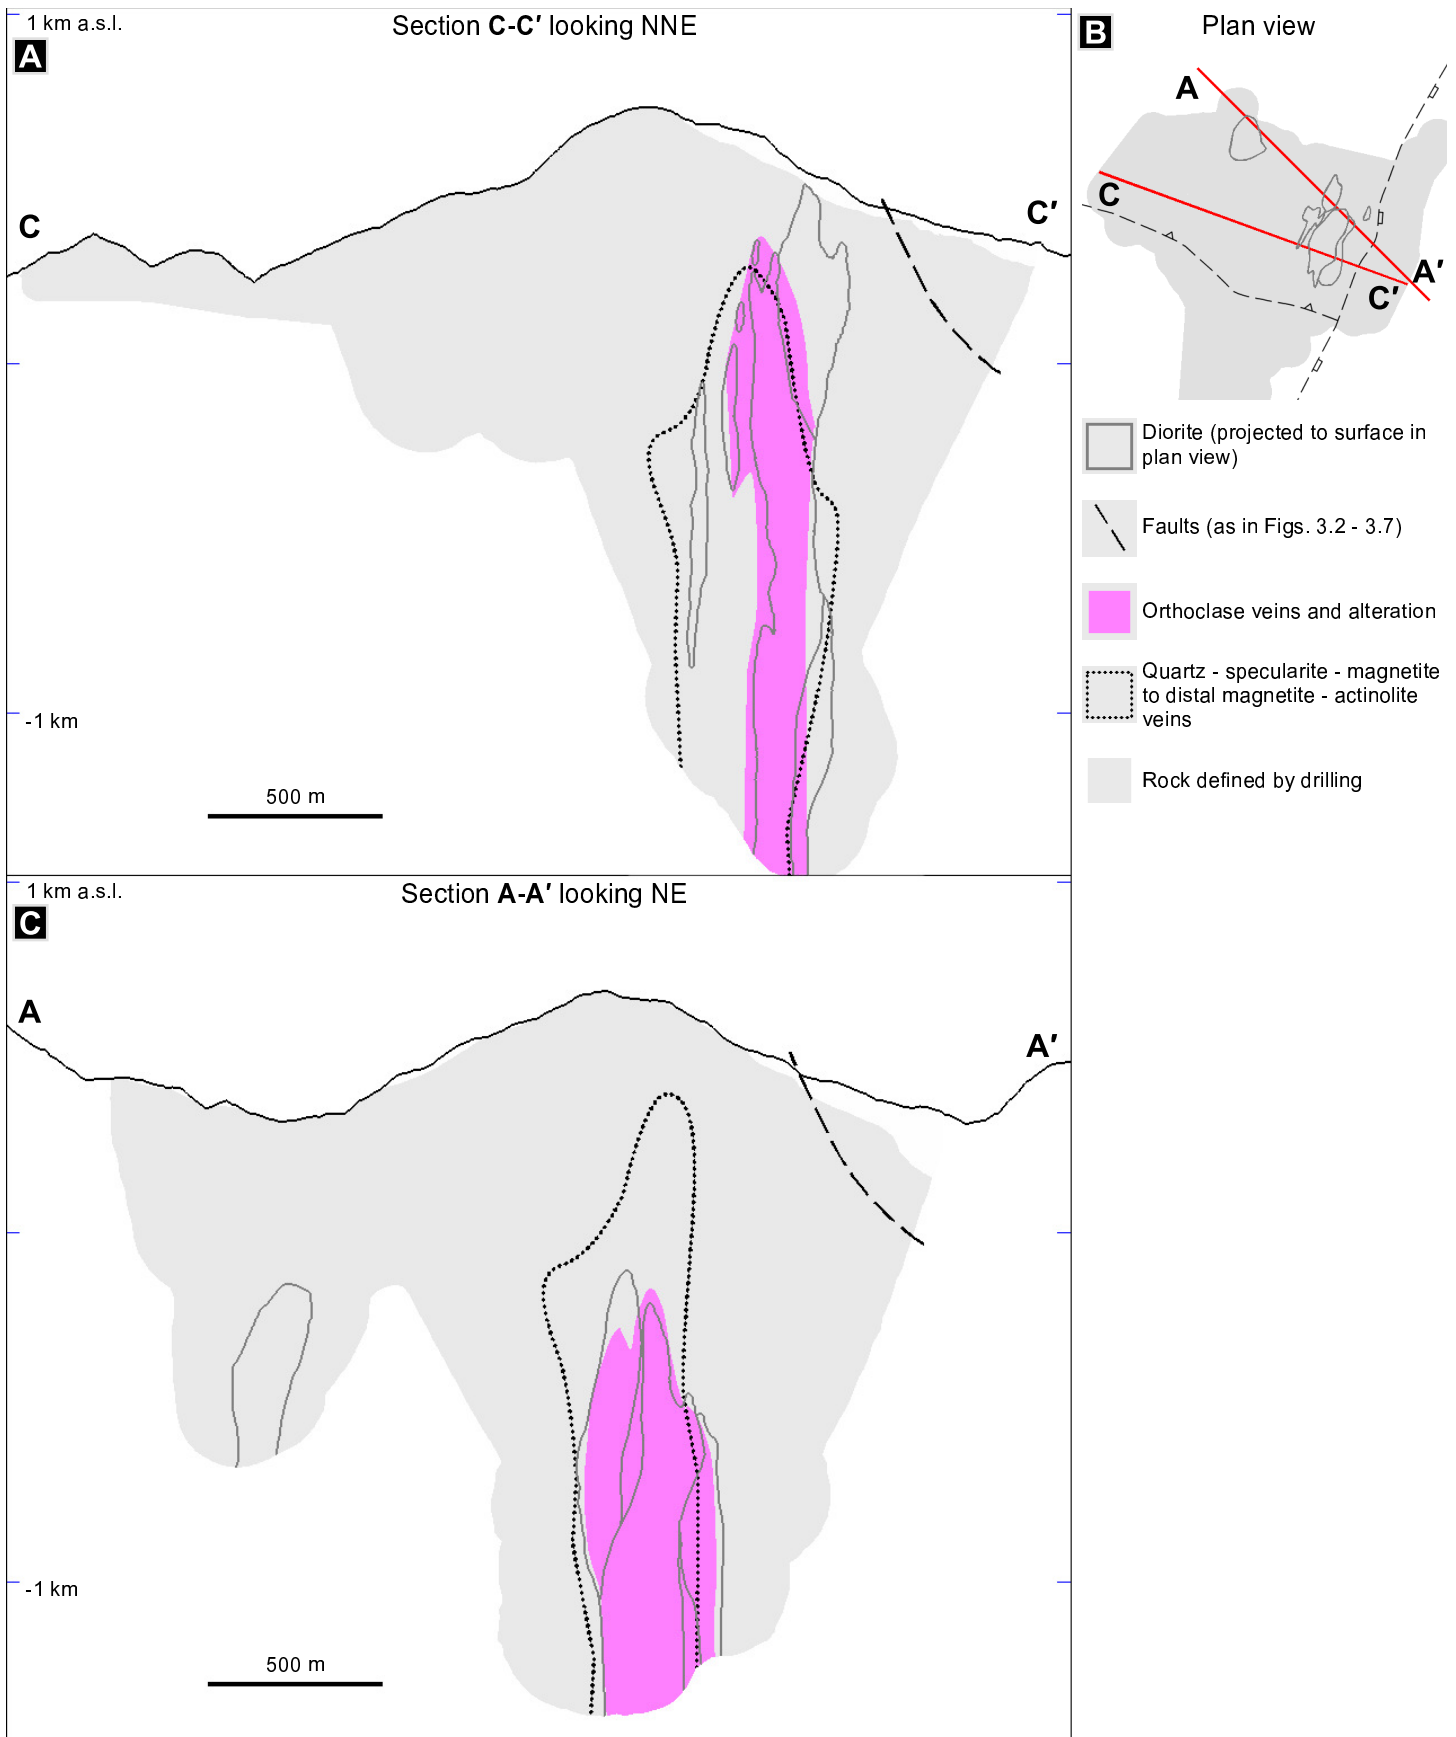 1 km a.s.l.
Section C-C′ looking NNE
A
C
C′
-1 km
500 m
B
Plan view
A
C
A′
C′
Diorite (projected to surface in
plan view)
Faults (as in Figs. 3.2 - 3.7)
Orthoclase veins and alteration
Quartz - specularite - magnetite
to distal magnetite - actinolite
veins
Rock defined by drilling
1 km a.s.l.
Section A-A′ looking NE
C
A
A′
-1 km
500 m